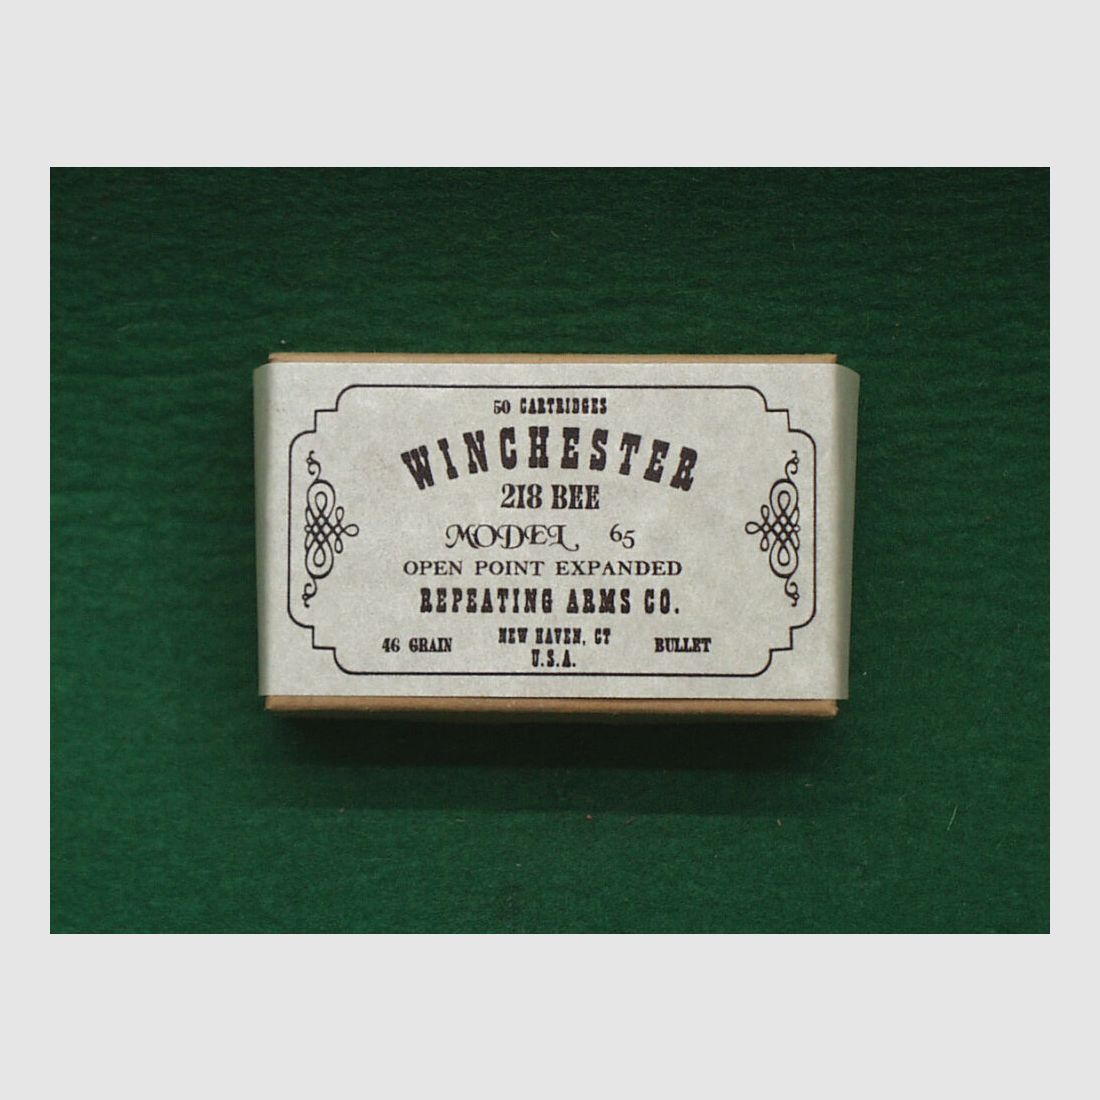 50 CARTRIDGES
WINCHESTER
218 BEE
MODEL 65
OPEN POINT EXPANDED
REPEATING ARMS CO.
46 GRAIN NEW HAVEN, CT BULLET
U.S.A.